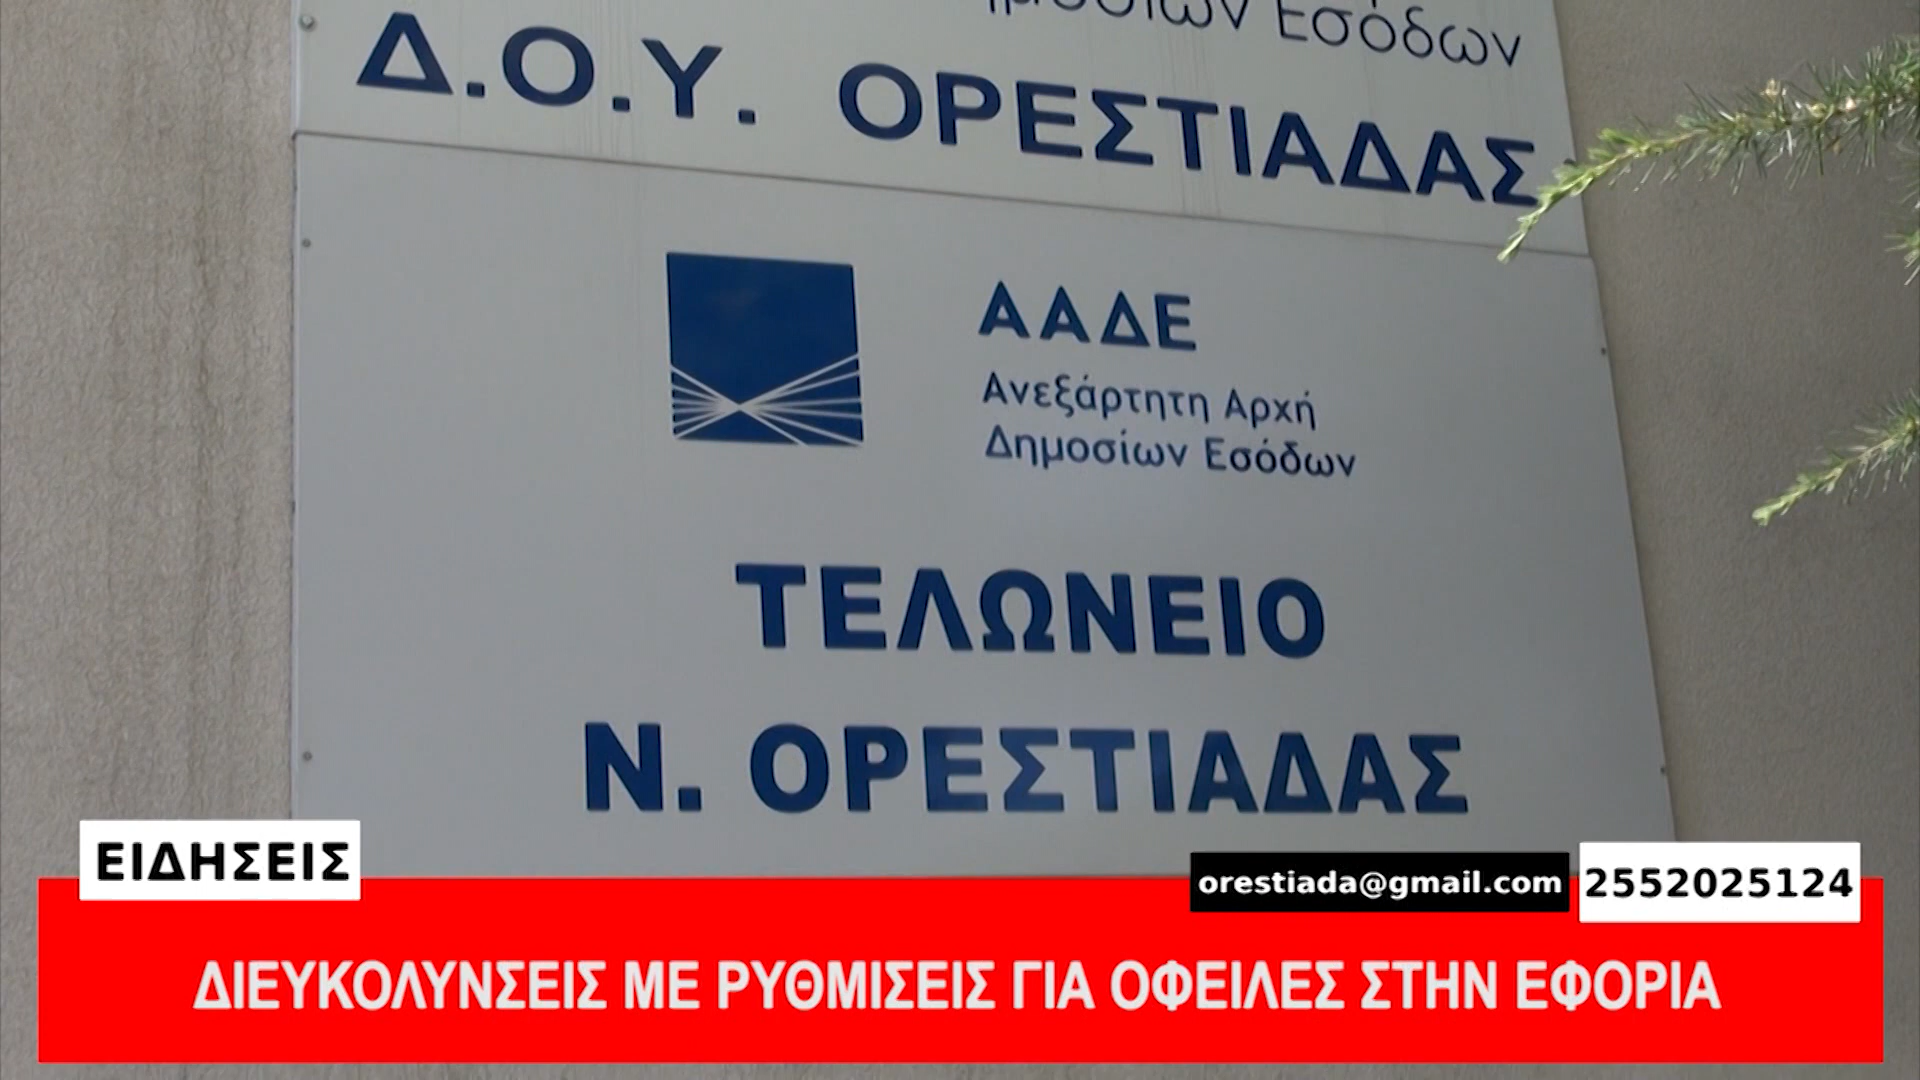 Εσόδων
Δ.Ο.Υ. ΟΡΕΣΤΙΑΔΑΣ
ΑΑΔΕ
Ανεξάρτητη Αρχή
Δημοσίων Εσόδων
ΤΕΛΩΝΕΙΟ
Ν. ΟΡΕΣΤΙΑΔΑΣ
ΕΙΔΗΣΕΙΣ
orestiada@gmail.com
2552025124
ΔΙΕΥΚΟΛΥΝΣΕΙΣ ΜΕ ΡΥΘΜΙΣΕΙΣ ΓΙΑ ΟΦΕΙΛΕΣ ΣΤΗΝ ΕΦΟΡΙΑ